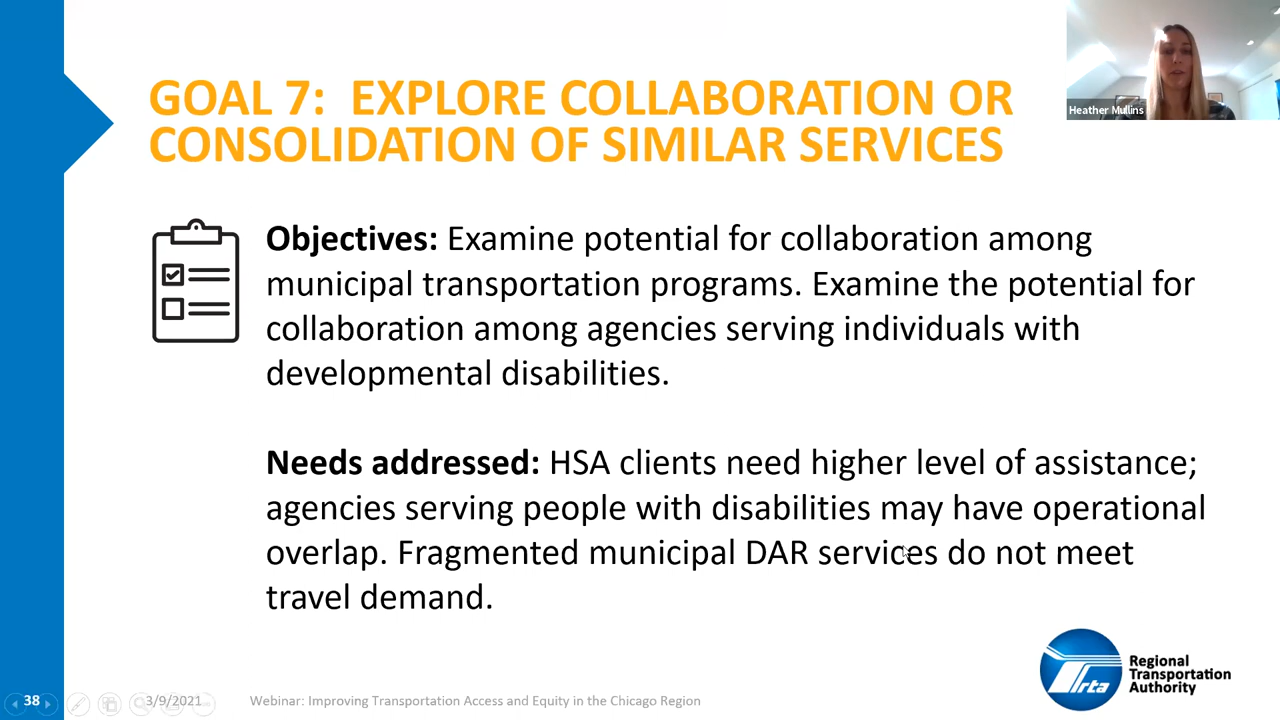 GOAL 7: EXPLORE COLLABORATION OR
CONSOLIDATION OF SIMILAR SERVICES
Heather Mullins
Objectives: Examine potential for collaboration among
municipal transportation programs. Examine the potential for
collaboration among agencies serving individuals with
developmental disabilities.
Needs addressed: HSA clients need higher level of assistance;
agencies serving people with disabilities may have operational
overlap. Fragmented municipal DAR services do not meet
travel demand.
rta
Regional
Transportation
Authority
38
3/9/2021
Webinar: Improving Transportation Access and Equity in the Chicago Region